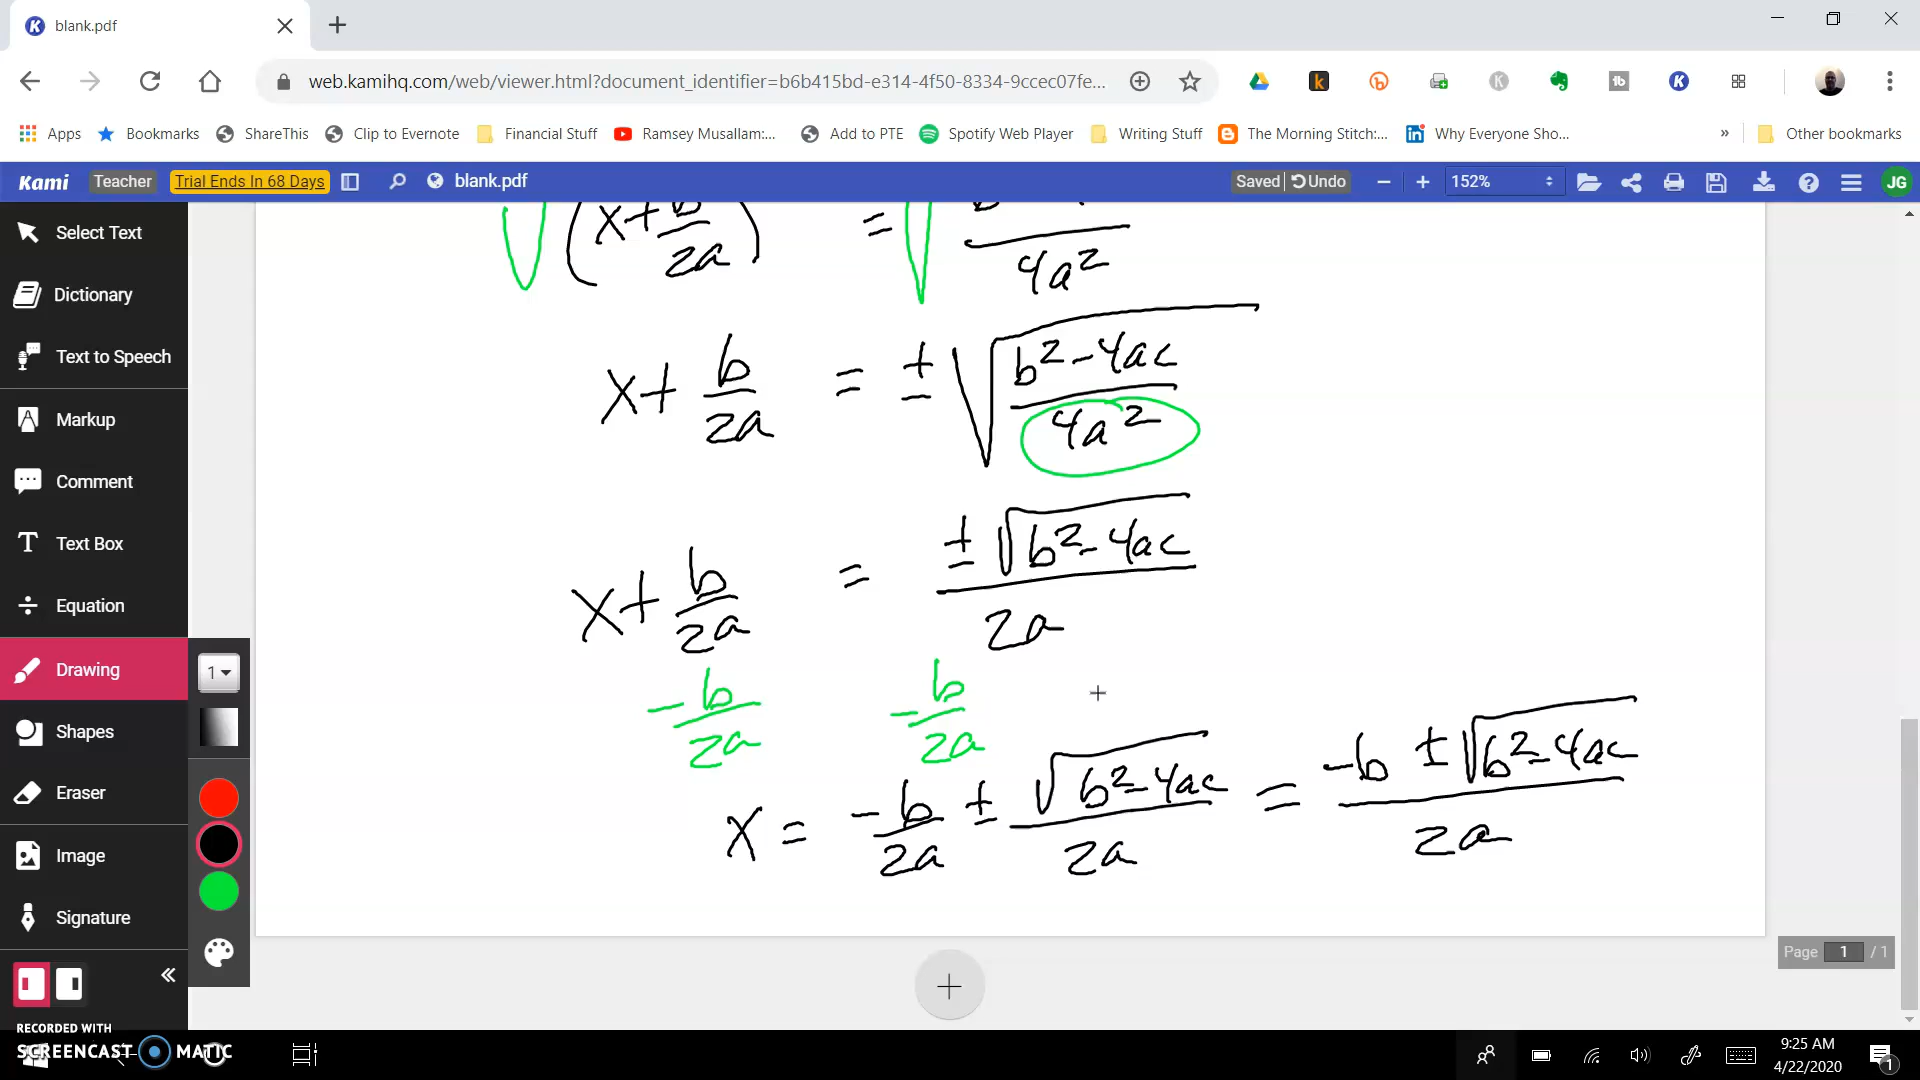 blank.pdf
web.kamihq.com/web/viewer.html?document_identifier=b6b415bd-e314-4f50-8334-9ccec07fe...
Apps Bookmarks ShareThis Clip to Evernote Financial Stuff Ramsey Musallam:... Add to PTE Spotify Web Player Writing Stuff The Morning Stitch:... Why Everyone Sho... » Other bookmarks
Kami Teacher Trial Ends In 68 Days blank.pdf Saved Undo 152% JG
Select Text
Dictionary
Text to Speech
Markup
Comment
Text Box
Equation
Drawing
1
Shapes
Eraser
Image
Signature
√(x+b/2a) = √ /4a²
x+ b/2a = ± √(b²-4ac/4a²)
x+ b/2a = ±√(b²-4ac)/2a
-b/2a -b/2a
x = -b/2a ± √(b²-4ac)/2a = -b ±√(b²-4ac)/2a
Page 1 / 1
RECORDED WITH
SCREENCAST MATIC
9:25 AM
4/22/2020
1